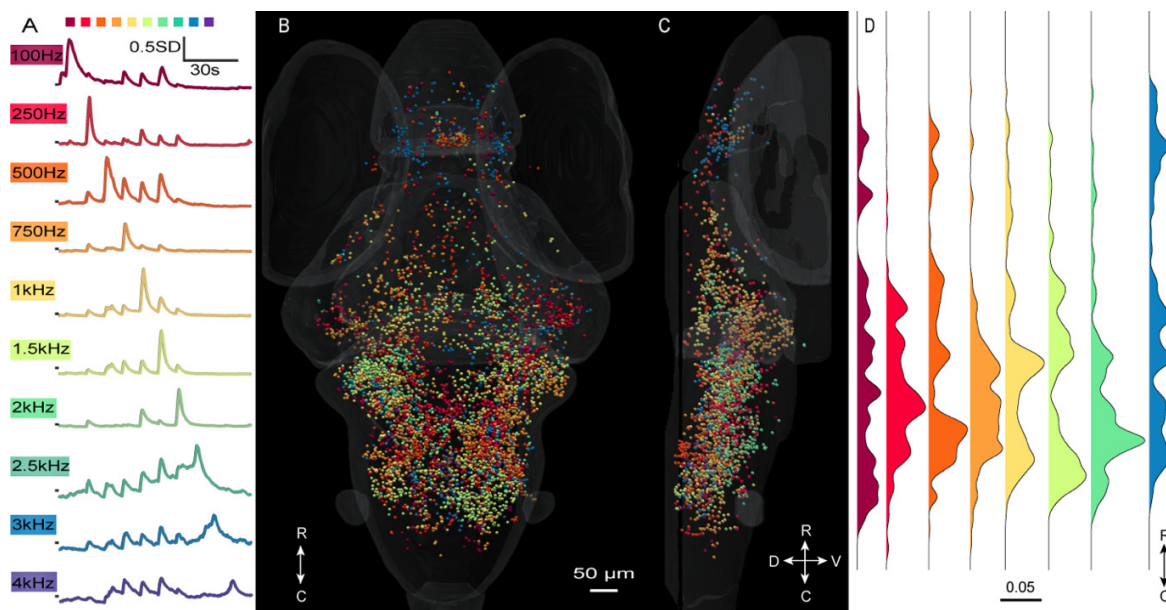 A
0.5SD
30s
100Hz
250Hz
500Hz
750Hz
1kHz
1.5kHz
2kHz
2.5kHz
3kHz
4kHz
B
R
C
50 µm
C
R
D V
C
D
0.05
R
C